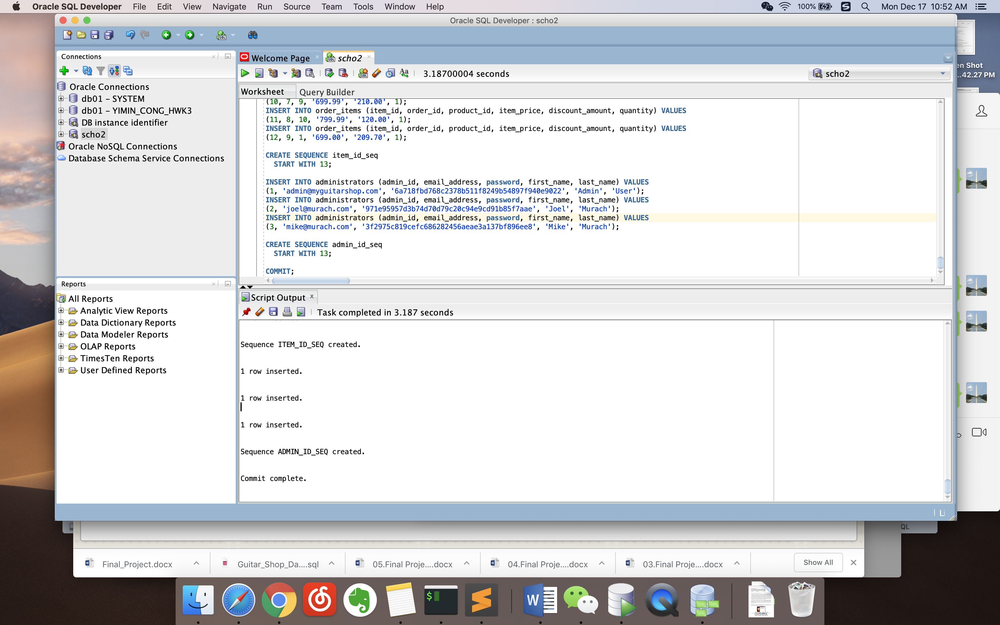 Oracle SQL Developer File Edit View Navigate Run Source Team Tools Window Help
100% Mon Dec 17 10:52 AM
Oracle SQL Developer : scho2
Connections
Oracle Connections
db01 – SYSTEM
db01 – YIMIN_CONG_HWK3
DB instance identifier
scho2
Oracle NoSQL Connections
Database Schema Service Connections
Reports
All Reports
Analytic View Reports
Data Dictionary Reports
Data Modeler Reports
OLAP Reports
TimesTen Reports
User Defined Reports
Welcome Page
scho2
3.18700004 seconds
scho2
Worksheet Query Builder
(10, 7, 9, '699.99', '210.00', 1);
INSERT INTO order_items (item_id, order_id, product_id, item_price, discount_amount, quantity) VALUES
(11, 8, 10, '799.99', '120.00', 1);
INSERT INTO order_items (item_id, order_id, product_id, item_price, discount_amount, quantity) VALUES
(12, 9, 1, '699.00', '209.70', 1);
CREATE SEQUENCE item_id_seq
START WITH 13;
INSERT INTO administrators (admin_id, email_address, password, first_name, last_name) VALUES
(1, 'admin@myguitarshop.com', '6a718fbd768c2378b511f8249b54897f940e9022', 'Admin', 'User');
INSERT INTO administrators (admin_id, email_address, password, first_name, last_name) VALUES
(2, 'joel@murach.com', '971e95957d3b74d70d79c20c94e9cd91b85f7aae', 'Joel', 'Murach');
INSERT INTO administrators (admin_id, email_address, password, first_name, last_name) VALUES
(3, 'mike@murach.com', '3f2975c819cefc686282456aeae3a137bf896ee8', 'Mike', 'Murach');
CREATE SEQUENCE admin_id_seq
START WITH 13;
COMMIT;
Script Output
Task completed in 3.187 seconds
Sequence ITEM_ID_SEQ created.
1 row inserted.
1 row inserted.
1 row inserted.
Sequence ADMIN_ID_SEQ created.
Commit complete.
en Shot
..42.27 PM
Li
QL
Final_Project.docx
Guitar_Shop_Da....sql
05.Final Proje....docx
04.Final Proje....docx
03.Final Proje....docx
Show All
DOCX